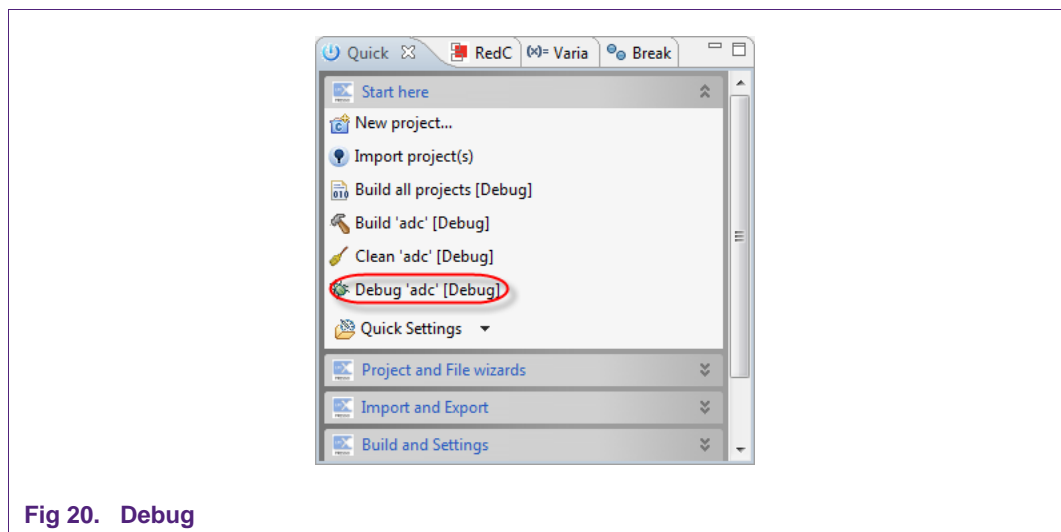 Quick RedC (x)= Varia Break
Start here
New project...
Import project(s)
Build all projects [Debug]
Build 'adc' [Debug]
Clean 'adc' [Debug]
Debug 'adc' [Debug]
Quick Settings
Project and File wizards
Import and Export
Build and Settings
Fig 20. Debug